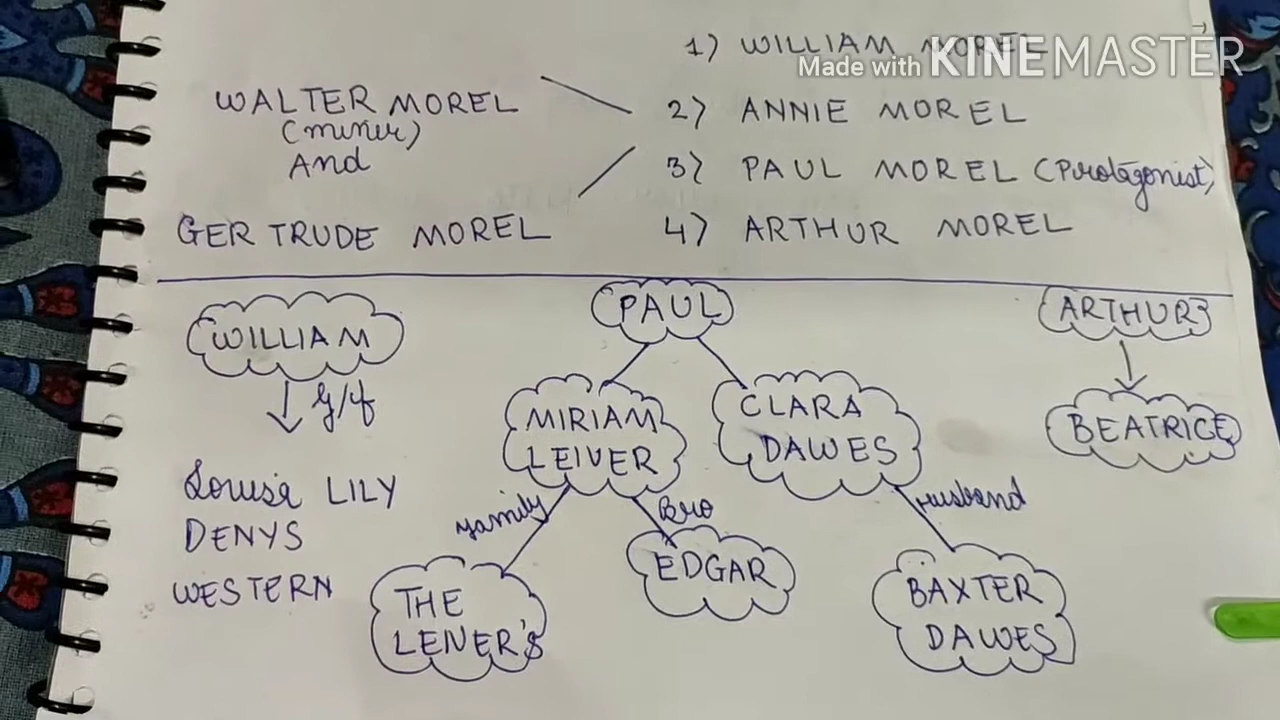 1) WILLIAM MOREL
Made with KINEMASTER
WALTER MOREL
(miner)
And
GERTRUDE MOREL
2) ANNIE MOREL
3) PAUL MOREL (Protagonist)
4) ARTHUR MOREL
WILLIAM
g/f
Louisa LILY
DENYS
WESTERN
PAUL
MIRIAM
LEIVER
family
THE
LEIVER'S
Bro
EDGAR
CLARA
DAWES
Husband
BAXTER
DAWES
ARTHUR
BEATRICE